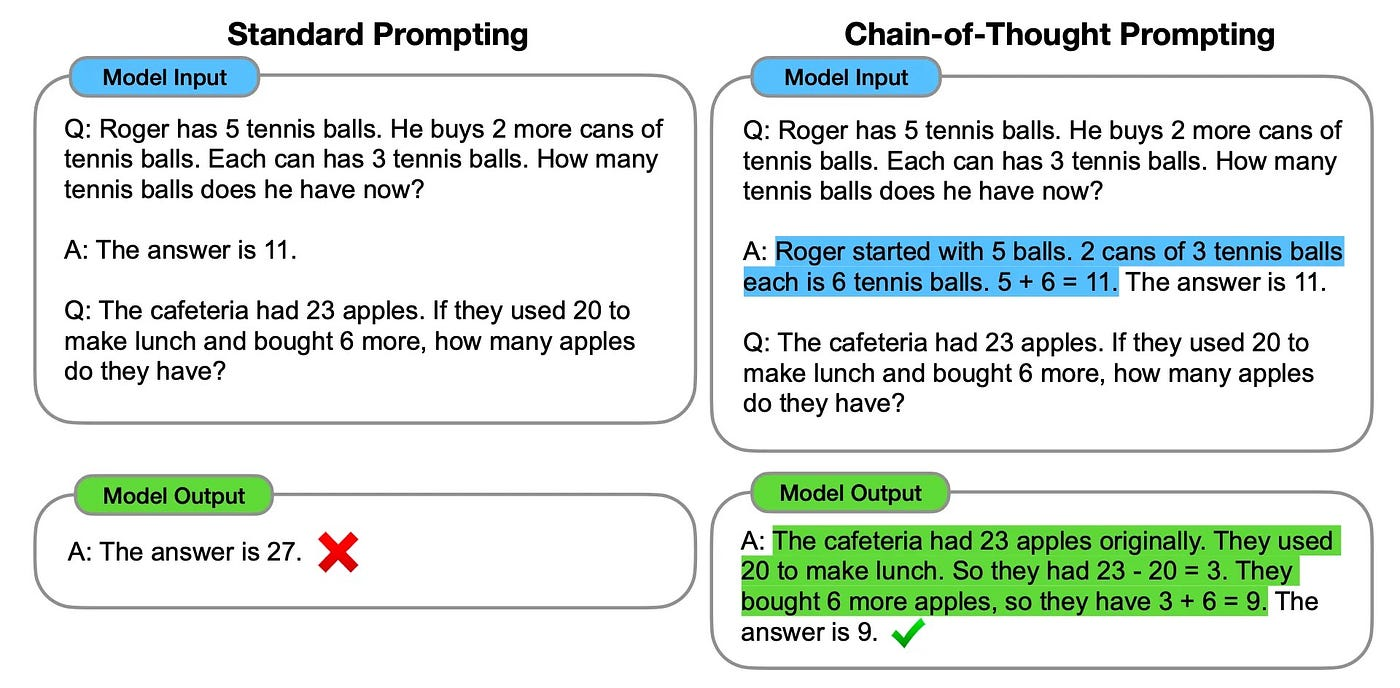 Standard Prompting
Model Input
Q: Roger has 5 tennis balls. He buys 2 more cans of
tennis balls. Each can has 3 tennis balls. How many
tennis balls does he have now?
A: The answer is 11.
Q: The cafeteria had 23 apples. If they used 20 to
make lunch and bought 6 more, how many apples
do they have?
Model Output
A: The answer is 27.
Chain-of-Thought Prompting
Model Input
Q: Roger has 5 tennis balls. He buys 2 more cans of
tennis balls. Each can has 3 tennis balls. How many
tennis balls does he have now?
A: Roger started with 5 balls. 2 cans of 3 tennis balls
each is 6 tennis balls. 5 + 6 = 11. The answer is 11.
Q: The cafeteria had 23 apples. If they used 20 to
make lunch and bought 6 more, how many apples
do they have?
Model Output
A: The cafeteria had 23 apples originally. They used
20 to make lunch. So they had 23 - 20 = 3. They
bought 6 more apples, so they have 3 + 6 = 9. The
answer is 9.